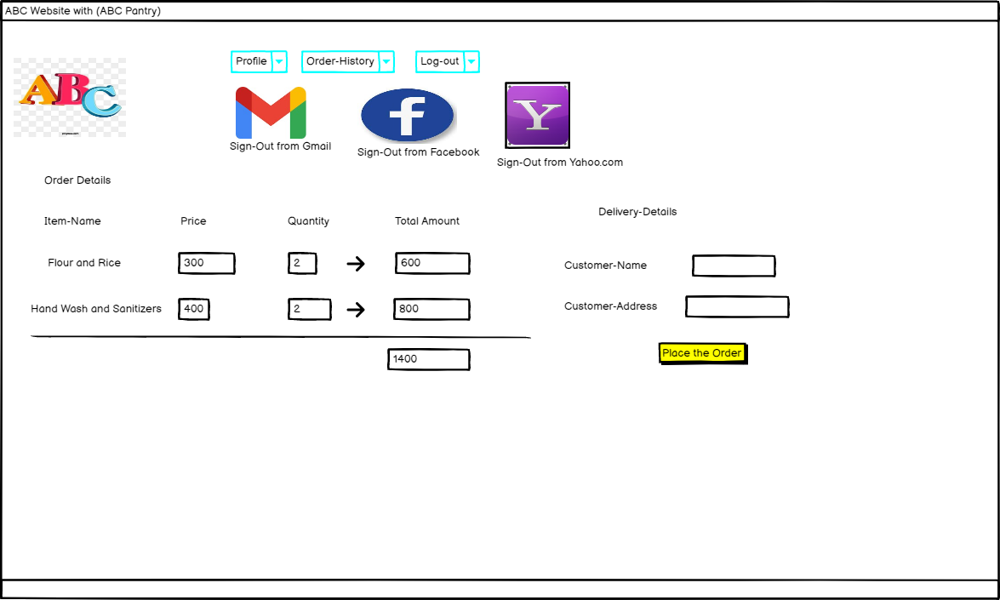 ABC Website with (ABC Pantry)
Profile Order-History Log-out
ABC
f
Y
Sign-Out from Gmail
Sign-Out from Facebook
Sign-Out from Yahoo.com
Order Details
Delivery-Details
Item-Name Price Quantity Total Amount
Flour and Rice 300 2 600
Customer-Name
Hand Wash and Sanitizers 400 2 800
Customer-Address
1400
Place the Order